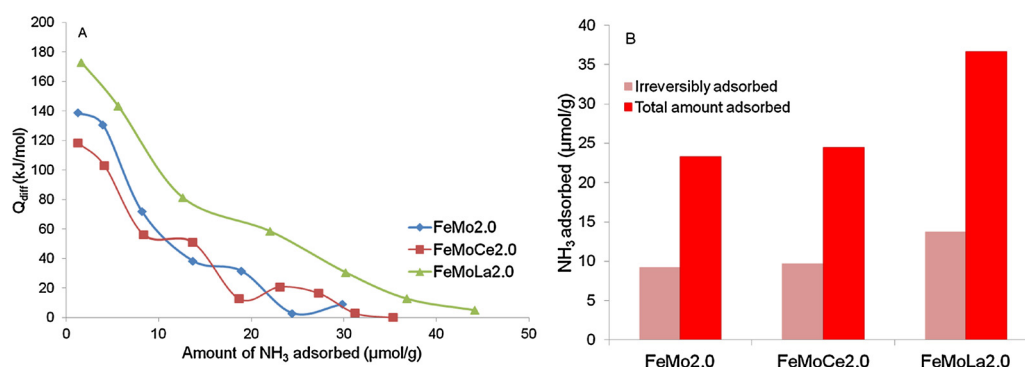 A
200
180
160
140
120
100
80
60
40
20
0
Qdiff (kJ/mol)
0 10 20 30 40 50
Amount of NH₃ adsorbed (μmol/g)
FeMo2.0
FeMoCe2.0
FeMoLa2.0
B
40
35
30
25
20
15
10
5
0
NH₃ adsorbed (μmol/g)
Irreversibly adsorbed
Total amount adsorbed
FeMo2.0 FeMoCe2.0 FeMoLa2.0